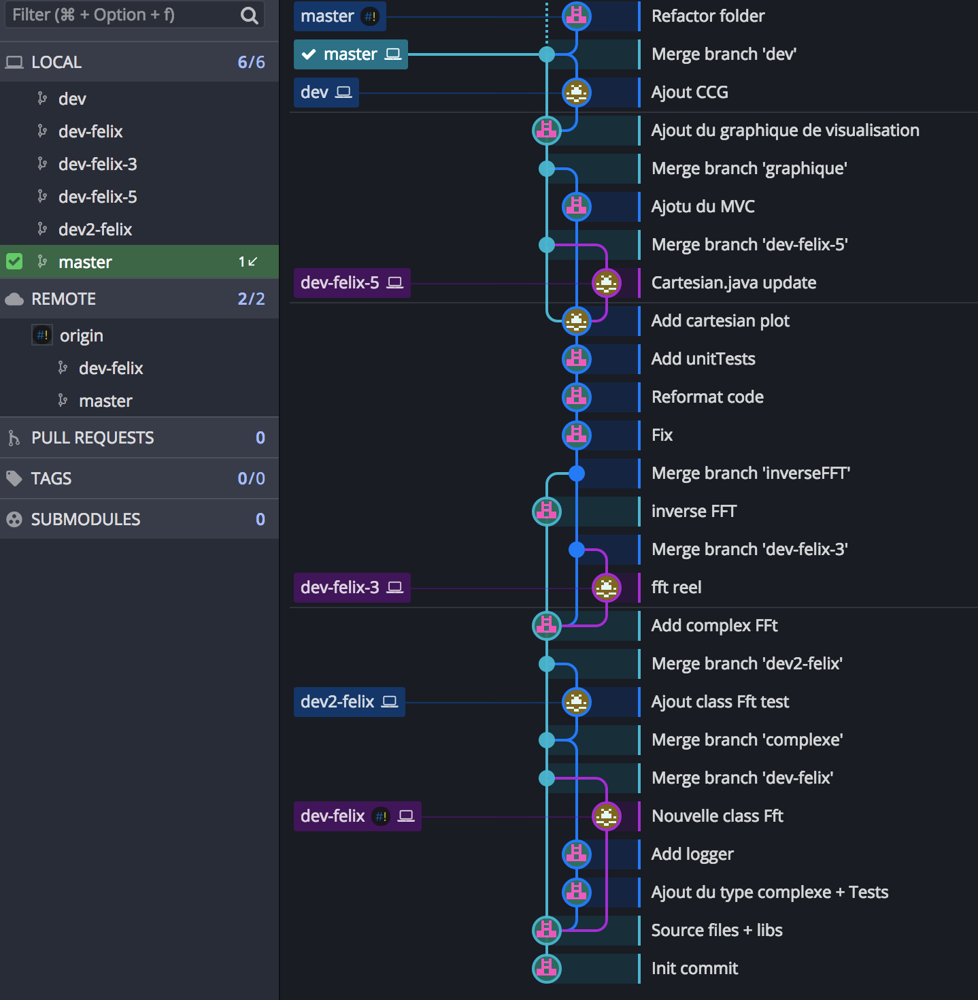 Filter (⌘ + Option + f)
LOCAL 6/6
dev
dev-felix
dev-felix-3
dev-felix-5
dev2-felix
master 1↙
REMOTE 2/2
#! origin
dev-felix
master
PULL REQUESTS 0
TAGS 0/0
SUBMODULES 0
master #! Refactor folder
master Merge branch 'dev'
dev Ajout CCG
Ajout du graphique de visualisation
Merge branch 'graphique'
Ajotu du MVC
Merge branch 'dev-felix-5'
dev-felix-5 Cartesian.java update
Add cartesian plot
Add unitTests
Reformat code
Fix
Merge branch 'inverseFFT'
inverse FFT
Merge branch 'dev-felix-3'
dev-felix-3 fft reel
Add complex FFt
Merge branch 'dev2-felix'
dev2-felix Ajout class Fft test
Merge branch 'complexe'
Merge branch 'dev-felix'
dev-felix #! Nouvelle class Fft
Add logger
Ajout du type complexe + Tests
Source files + libs
Init commit